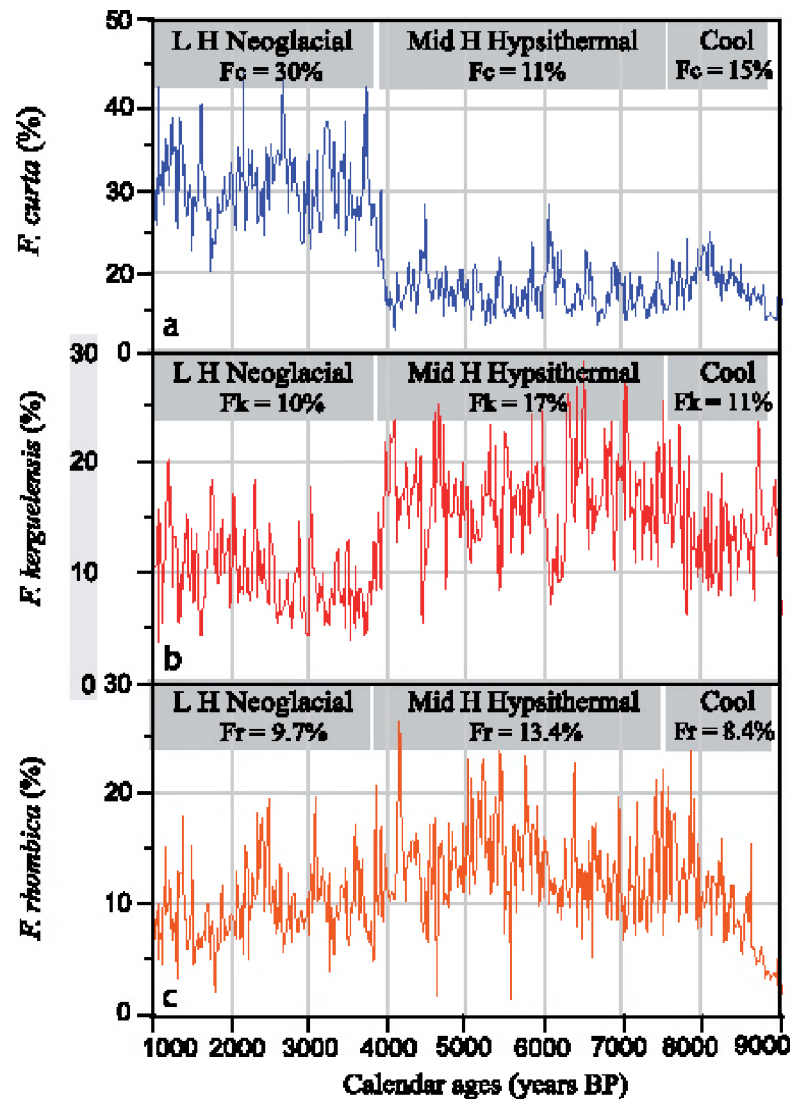 50
L H Neoglacial
Mid H Hypsithermal
Cool
Fc = 30%
Fc = 11%
Fc = 15%
40
30
20
0
F. curta (%)
a
30
L H Neoglacial
Mid H Hypsithermal
Cool
Fk = 10%
Fk = 17%
Fk = 11%
20
10
0
F. kerguelensis (%)
b
30
L H Neoglacial
Mid H Hypsithermal
Cool
Fr = 9.7%
Fr = 13.4%
Fr = 8.4%
20
10
0
F. rhombica (%)
c
1000 2000 3000 4000 5000 6000 7000 8000 9000
Calendar ages (years BP)